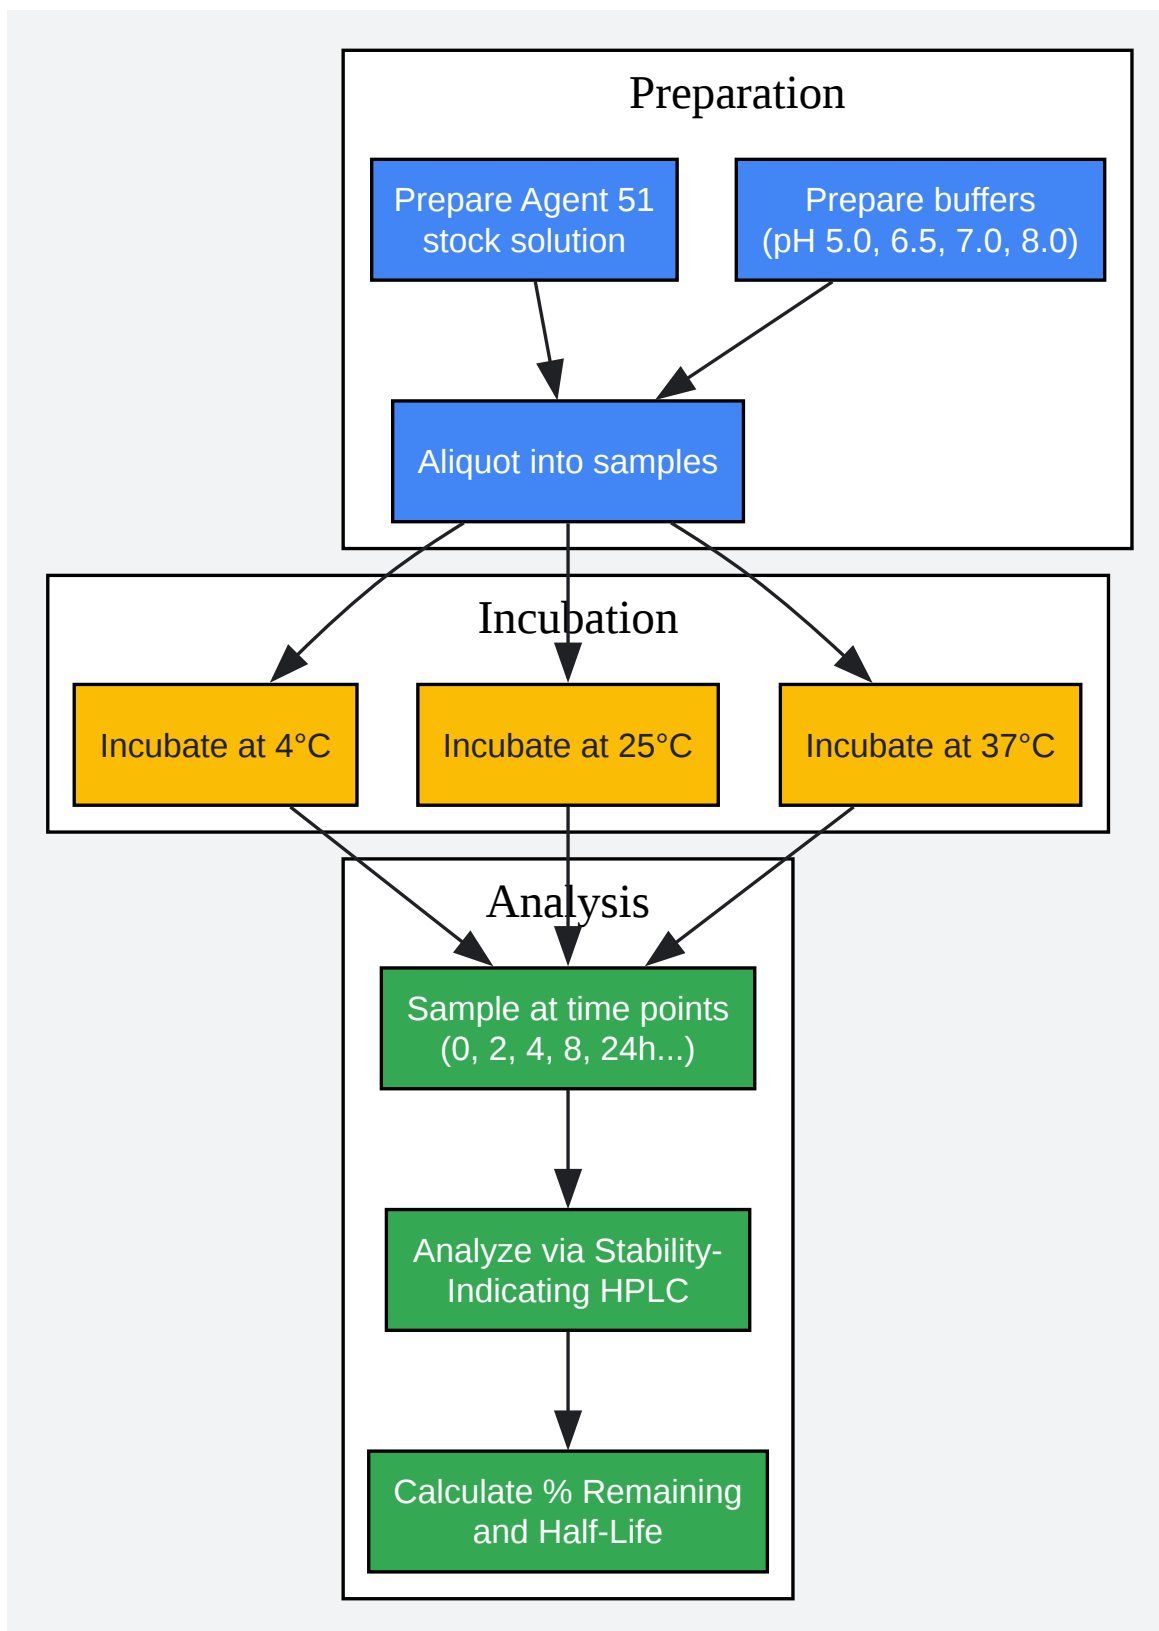 Preparation
Prepare Agent 51
stock solution
Prepare buffers
(pH 5.0, 6.5, 7.0, 8.0)
Aliquot into samples
Incubation
Incubate at 4°C
Incubate at 25°C
Incubate at 37°C
Analysis
Sample at time points
(0, 2, 4, 8, 24h...)
Analyze via Stability-
Indicating HPLC
Calculate % Remaining
and Half-Life